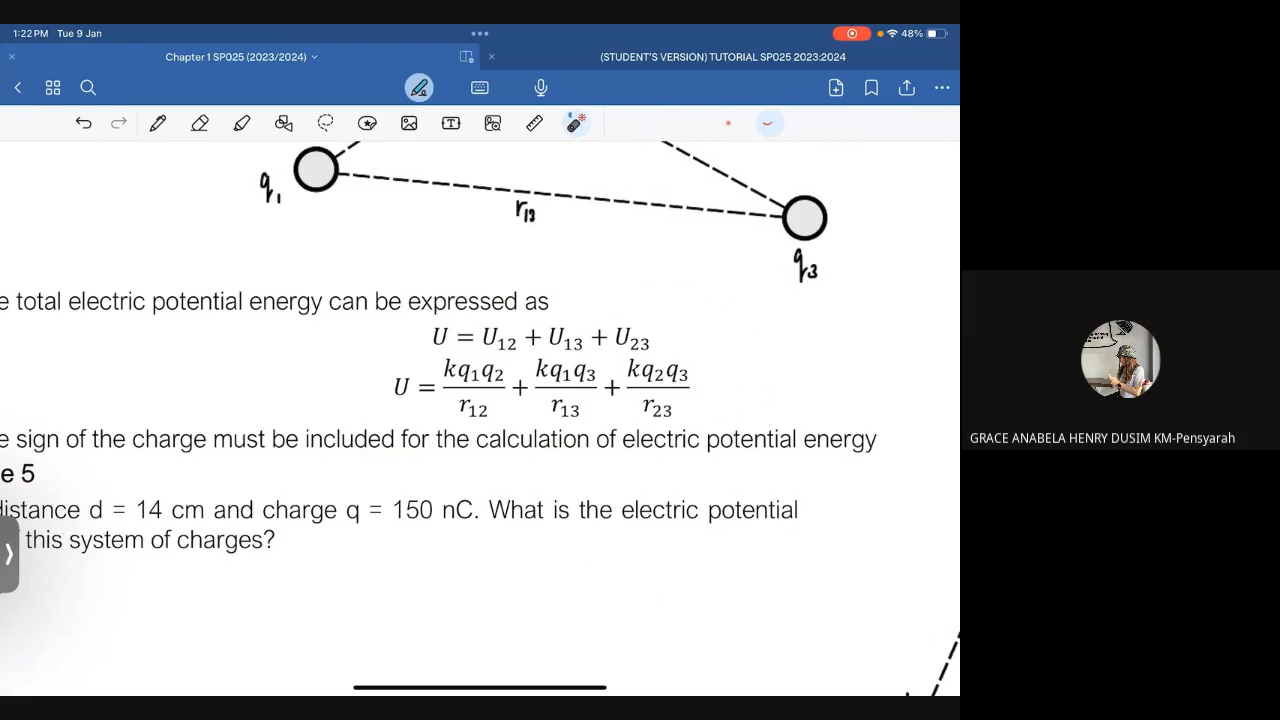 1:22 PM Tue 9 Jan
48%
Chapter 1 SP025 (2023/2024)
(STUDENT'S VERSION) TUTORIAL SP025 2023:2024
q1
r13
q3
e total electric potential energy can be expressed as
U = U12 + U13 + U23
U = kq1q2/r12 + kq1q3/r13 + kq2q3/r23
e sign of the charge must be included for the calculation of electric potential energy
e 5
distance d = 14 cm and charge q = 150 nC. What is the electric potential
f this system of charges?
GRACE ANABELA HENRY DUSIM KM-Pensyarah